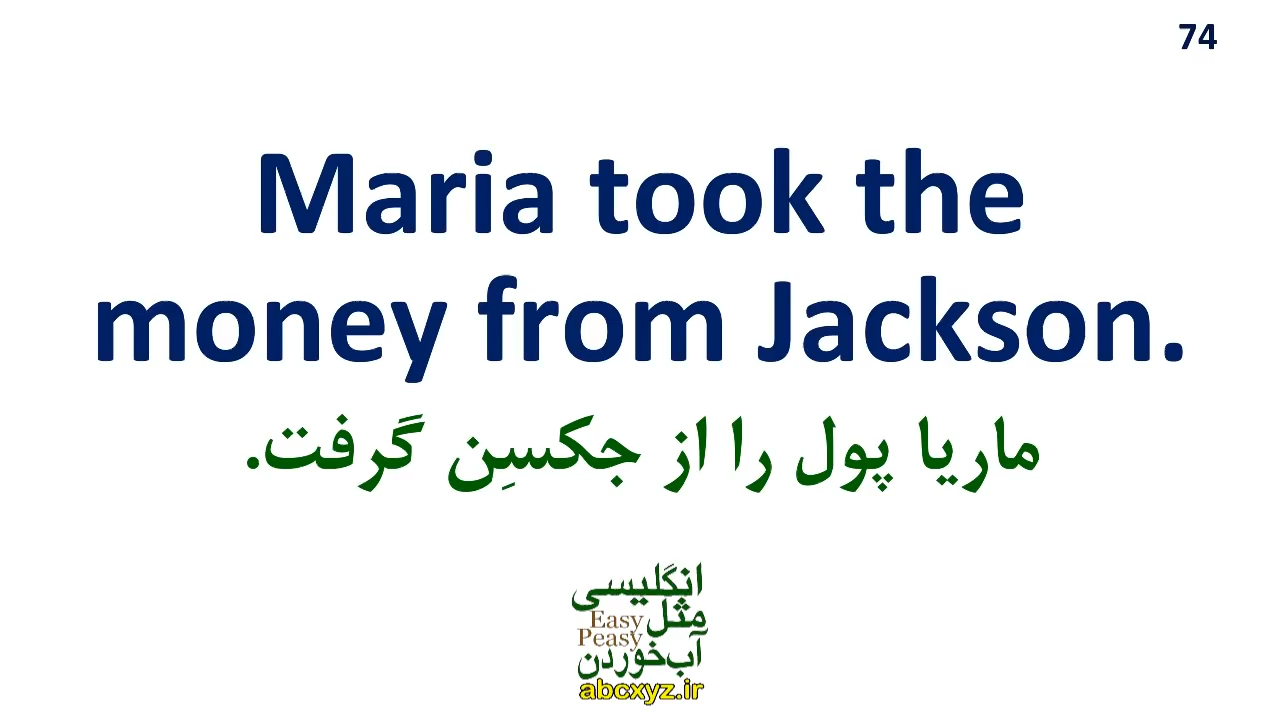 74
Maria took the
money from Jackson.
ماریا پول را از جکسِن گرفت.
انگلیسی
مثل
Easy
Peasy
آب‌خوردن
abcxyz.ir